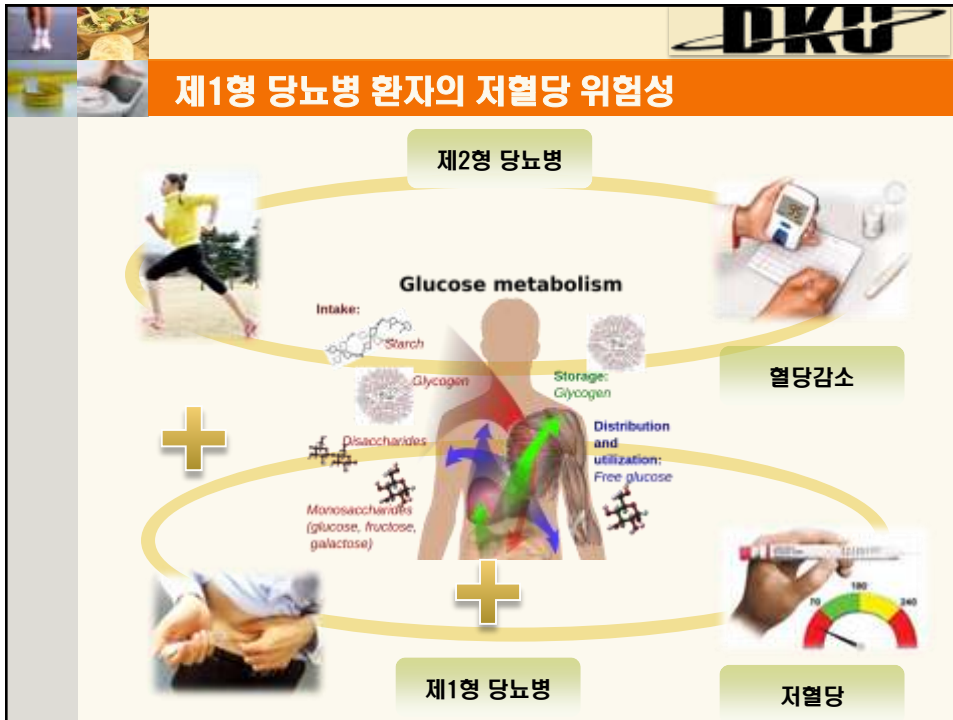 DKU
제1형 당뇨병 환자의 저혈당 위험성
제2형 당뇨병
95
Glucose metabolism
Intake:
Starch
Glycogen
Disaccharides
Monosaccharides
(glucose, fructose,
galactose)
Storage:
Glycogen
Distribution
and
utilization:
Free glucose
혈당감소
70
180
240
제1형 당뇨병
저혈당